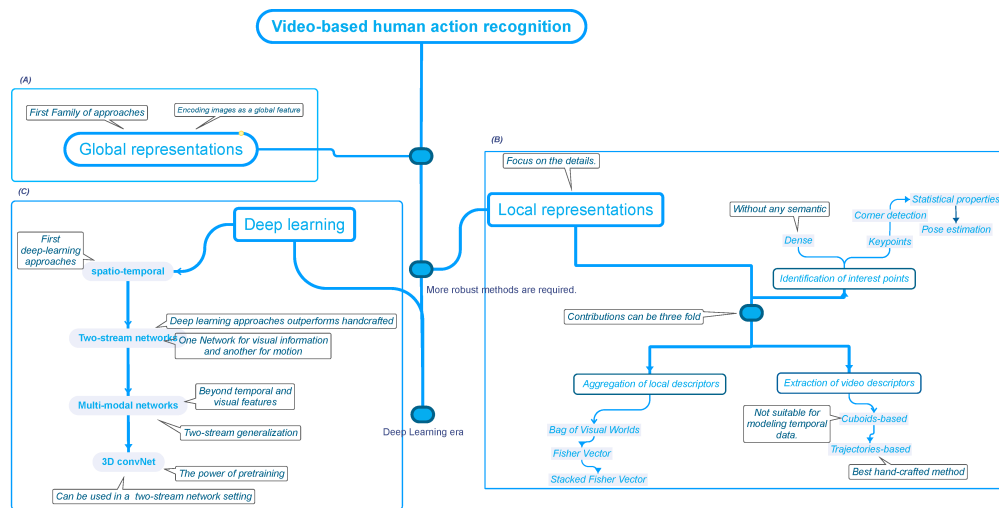 Video-based human action recognition
(A)
First Family of approaches
Encoding images as a global feature
Global representations
(B)
Focus on the details.
Local representations
Without any semantic
Statistical properties
Corner detection
Pose estimation
Dense
Keypoints
Identification of interest points
More robust methods are required.
Contributions can be three fold
Aggregation of local descriptors
Extraction of video descriptors
Bag of Visual Worlds
Fisher Vector
Stacked Fisher Vector
Not suitable for
modeling temporal
data.
Cuboids-based
Trajectories-based
Best hand-crafted method
(C)
Deep learning
First
deep-learning
approaches
spatio-temporal
Deep learning approaches outperforms handcrafted
Two-stream networks
One Network for visual information
and another for motion
Beyond temporal and
visual features
Multi-modal networks
Two-stream generalization
3D convNet
The power of pretraining
Can be used in a two-stream network setting
Deep Learning era